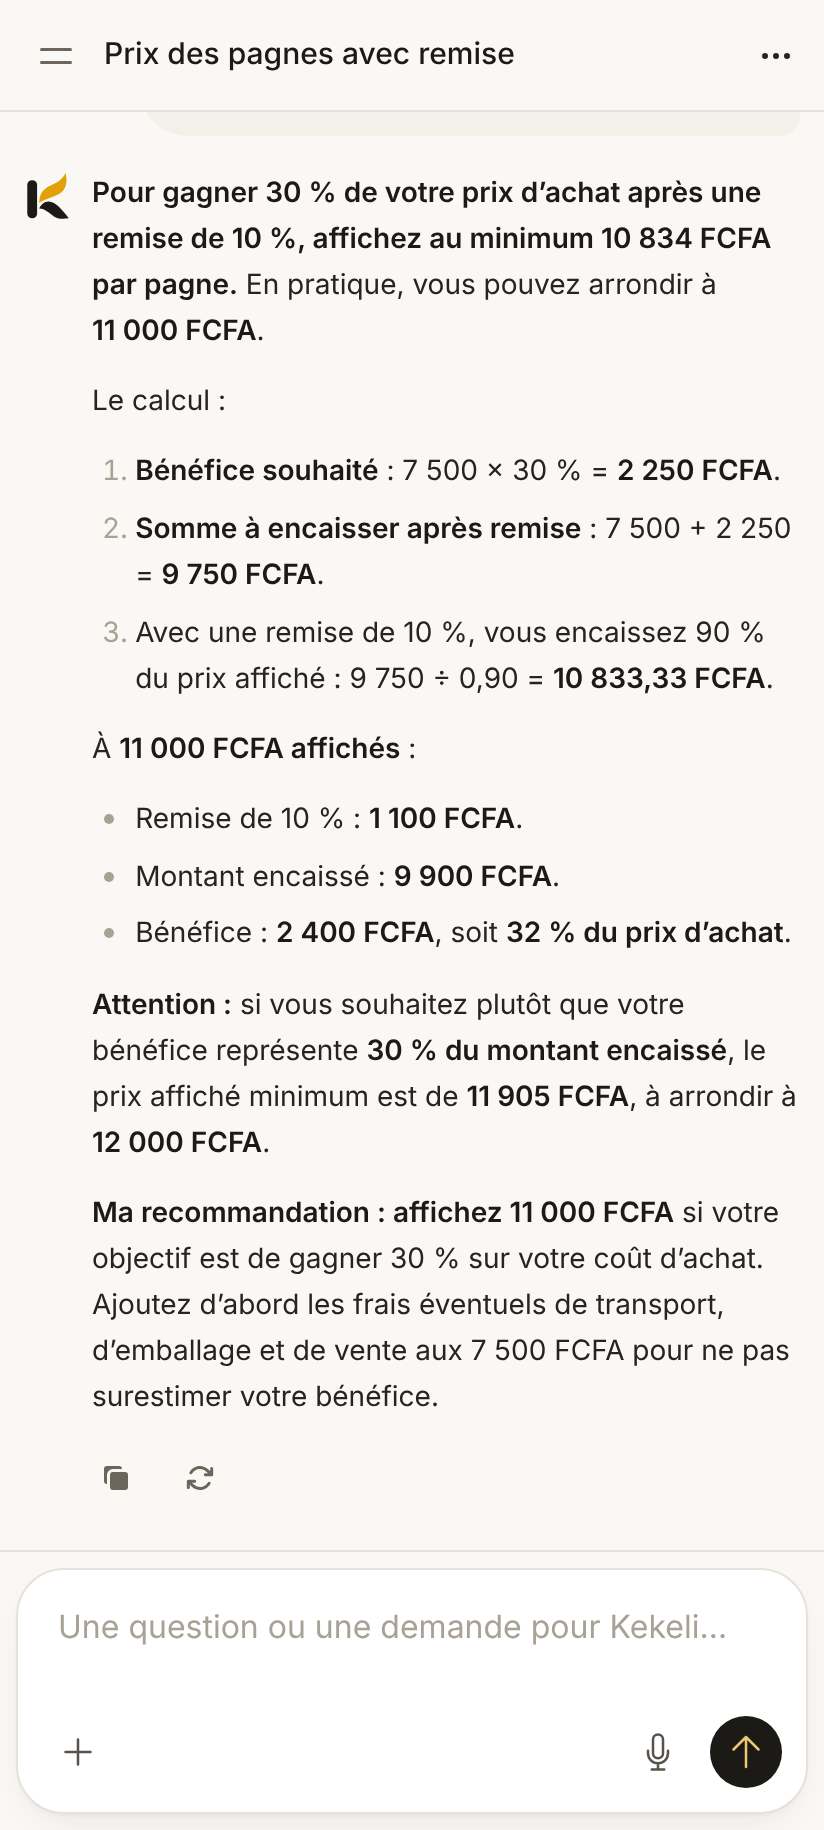 Prix des pagnes avec remise
Pour gagner 30 % de votre prix d’achat après une
remise de 10 %, affichez au minimum 10 834 FCFA
par pagne. En pratique, vous pouvez arrondir à
11 000 FCFA.
Le calcul :
1. Bénéfice souhaité : 7 500 × 30 % = 2 250 FCFA.
2. Somme à encaisser après remise : 7 500 + 2 250
= 9 750 FCFA.
3. Avec une remise de 10 %, vous encaissez 90 %
du prix affiché : 9 750 ÷ 0,90 = 10 833,33 FCFA.
À 11 000 FCFA affichés :
• Remise de 10 % : 1 100 FCFA.
• Montant encaissé : 9 900 FCFA.
• Bénéfice : 2 400 FCFA, soit 32 % du prix d’achat.
Attention : si vous souhaitez plutôt que votre
bénéfice représente 30 % du montant encaissé, le
prix affiché minimum est de 11 905 FCFA, à arrondir à
12 000 FCFA.
Ma recommandation : affichez 11 000 FCFA si votre
objectif est de gagner 30 % sur votre coût d’achat.
Ajoutez d’abord les frais éventuels de transport,
d’emballage et de vente aux 7 500 FCFA pour ne pas
surestimer votre bénéfice.
Une question ou une demande pour Kekeli...